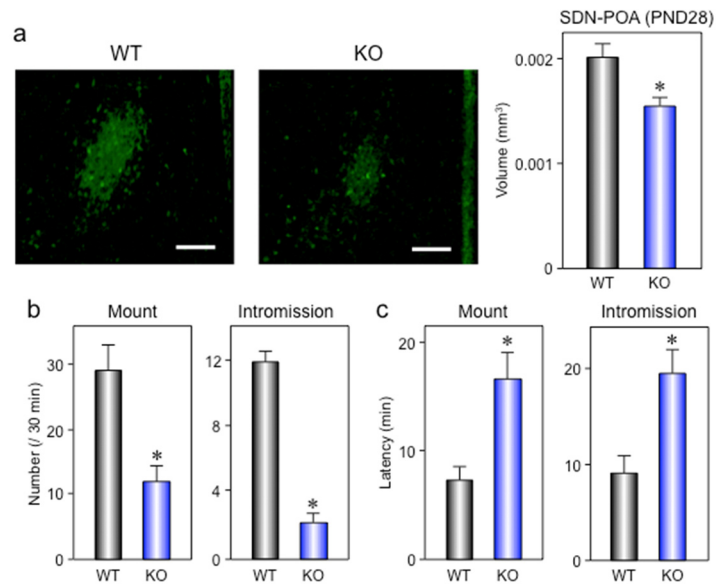 a
WT
KO
SDN-POA (PND28)
Volume (mm³)
0.002
0.001
0
*
WT KO
b
Mount
Number (/ 30 min)
30
20
10
0
*
WT KO
Intromission
12
8
4
0
*
WT KO
c
Mount
Latency (min)
20
10
0
*
WT KO
Intromission
20
10
0
*
WT KO